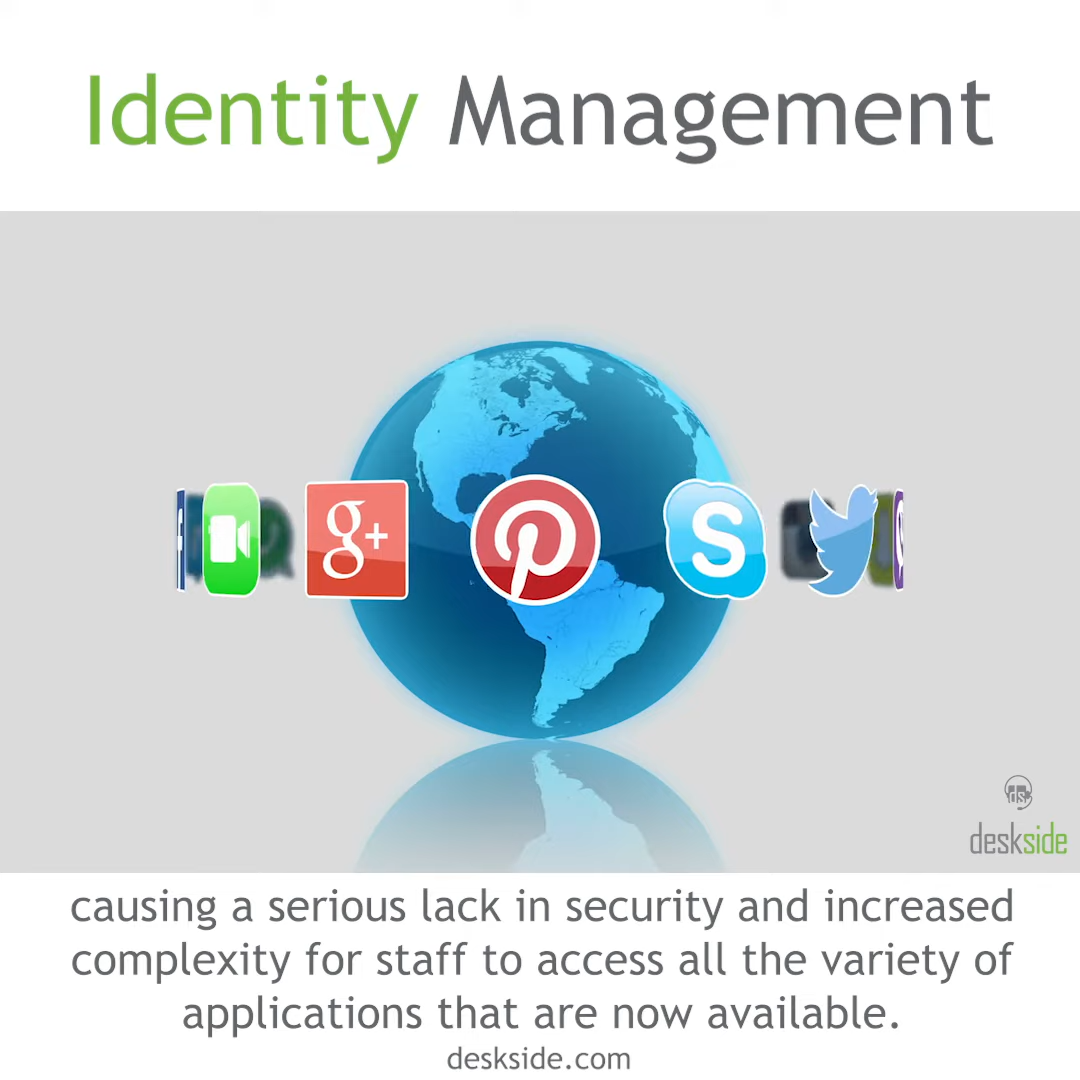 Identity Management
f
g+
S
ds
deskside
causing a serious lack in security and increased
complexity for staff to access all the variety of
applications that are now available.
deskside.com